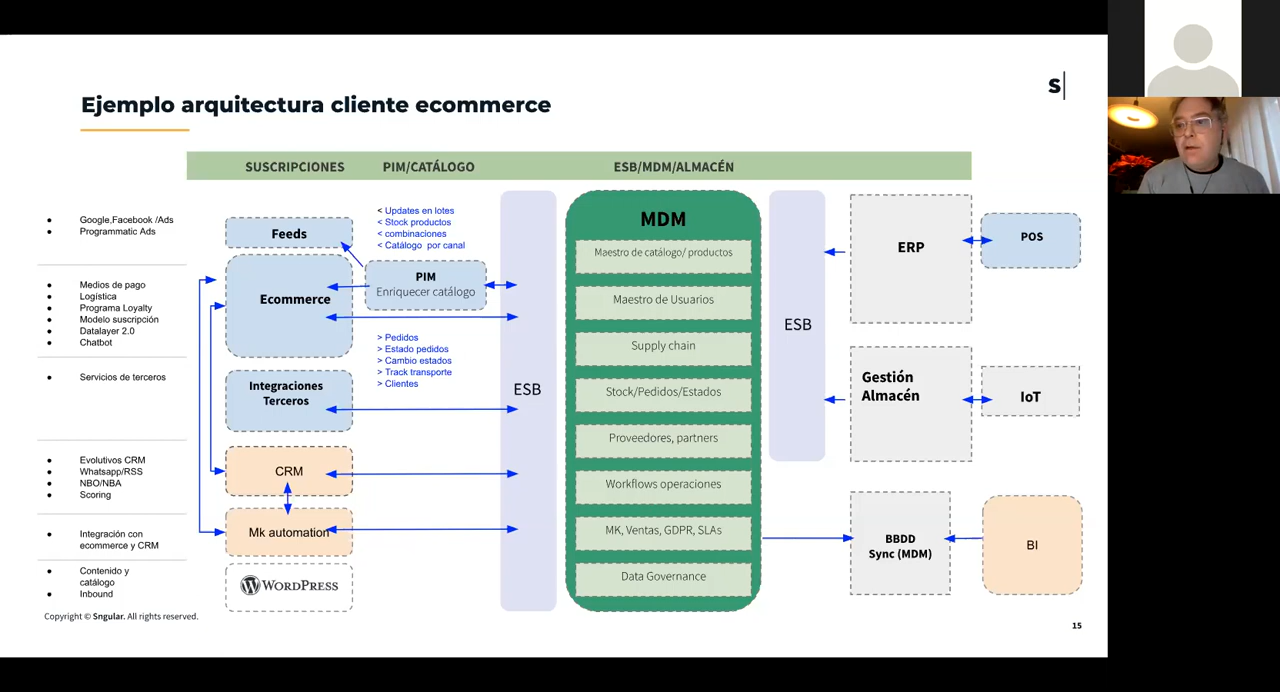 s|
Ejemplo arquitectura cliente ecommerce
SUSCRIPCIONES
PIM/CATÁLOGO
ESB/MDM/ALMACÉN
Google,Facebook /Ads
Programmatic Ads
Medios de pago
Logística
Programa Loyalty
Modelo suscripción
Datalayer 2.0
Chatbot
Servicios de terceros
Evolutivos CRM
Whatsapp/RSS
NBO/NBA
Scoring
Integración con
ecommerce y CRM
Contenido y
catálogo
Inbound
Feeds
Ecommerce
Integraciones
Terceros
CRM
Mk automation
WORDPRESS
< Updates en lotes
< Stock productos
< combinaciones
< Catálogo por canal
PIM
Enriquecer catálogo
> Pedidos
> Estado pedidos
> Cambio estados
> Track transporte
> Clientes
ESB
MDM
Maestro de catálogo/ productos
Maestro de Usuarios
Supply chain
Stock/Pedidos/Estados
Proveedores, partners
Workflows operaciones
MK, Ventas, GDPR, SLAs
Data Governance
ESB
ERP
POS
Gestión
Almacén
IoT
BBDD
Sync (MDM)
BI
Copyright © Sngular. All rights reserved.
15